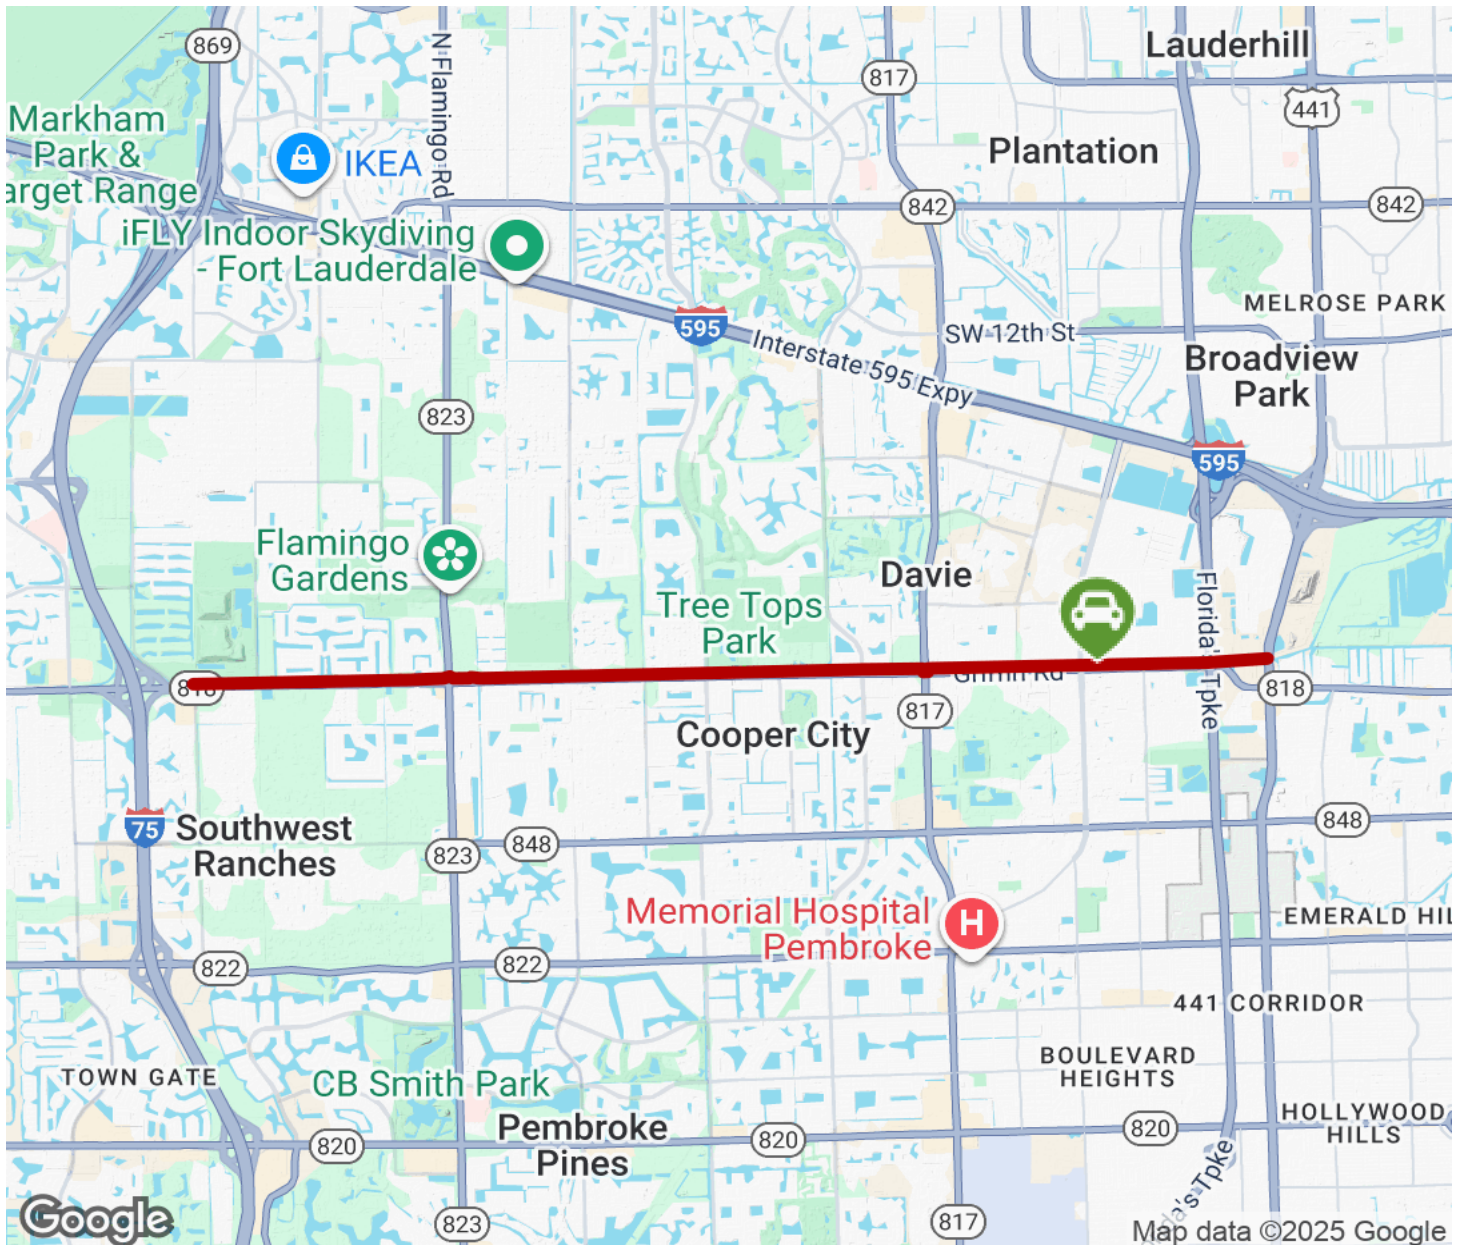 869
N Flamingo Rd
817
Lauderhill
441
Markham
Park &
arget Range
IKEA
Plantation
842
842
iFLY Indoor Skydiving
- Fort Lauderdale
595
Interstate 595 Expy
SW 12th St
MELROSE PARK
Broadview
Park
823
595
Flamingo
Gardens
Davie
Tree Tops
Park
Florida's Tpke
818
Griffin Rd
818
817
Cooper City
75
Southwest
Ranches
823
848
848
Memorial Hospital
Pembroke
H
EMERALD HIL
822
822
441 CORRIDOR
TOWN GATE
CB Smith Park
BOULEVARD
HEIGHTS
Pembroke
Pines
820
820
820
HOLLYWOOD
HILLS
da's Tpke
Google
823
817
Map data ©2025 Google